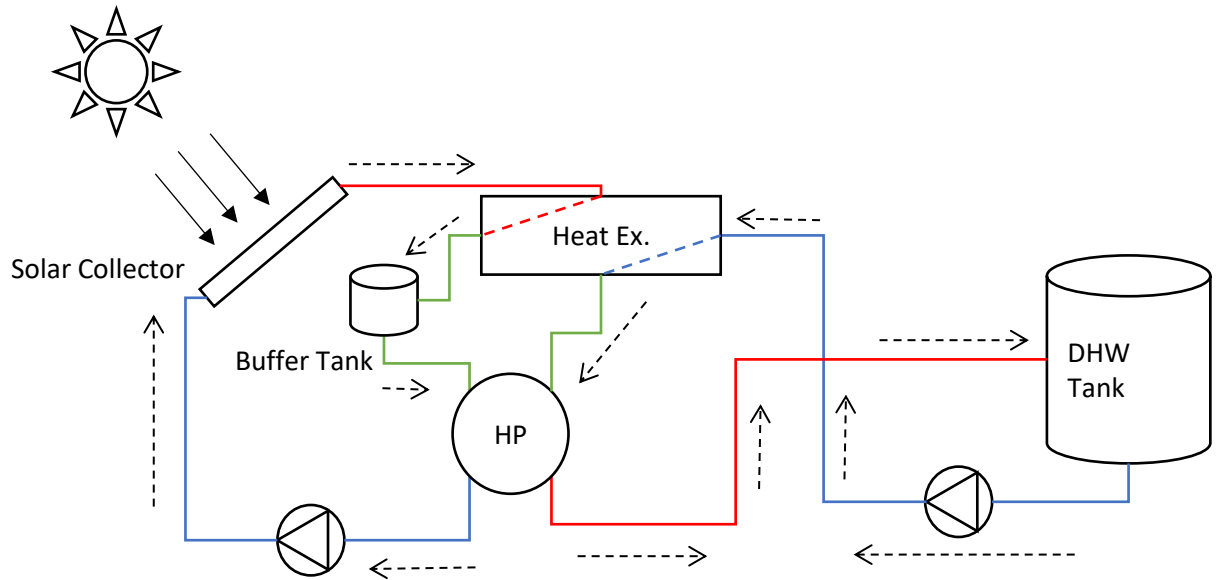 Solar Collector
Heat Ex.
Buffer Tank
HP
DHW
Tank